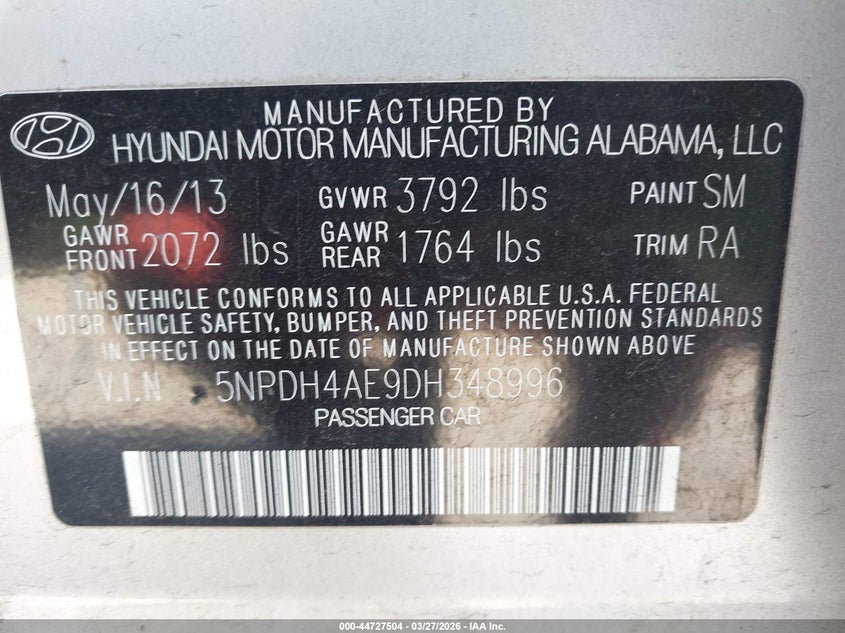 MANUFACTURED BY
HYUNDAI MOTOR MANUFACTURING ALABAMA, LLC
May/16/13 GVWR 3792 lbs PAINT SM
GAWR FRONT 2072 lbs GAWR REAR 1764 lbs TRIM RA
THIS VEHICLE CONFORMS TO ALL APPLICABLE U.S.A. FEDERAL
MOTOR VEHICLE SAFETY, BUMPER, AND THEFT PREVENTION STANDARDS
IN EFFECT ON THE DATE OF MANUFACTURE SHOWN ABOVE
V.I.N 5NPDH4AE9DH348996
PASSENGER CAR
000-44727504 | 03/27/2026 - IAA Inc.